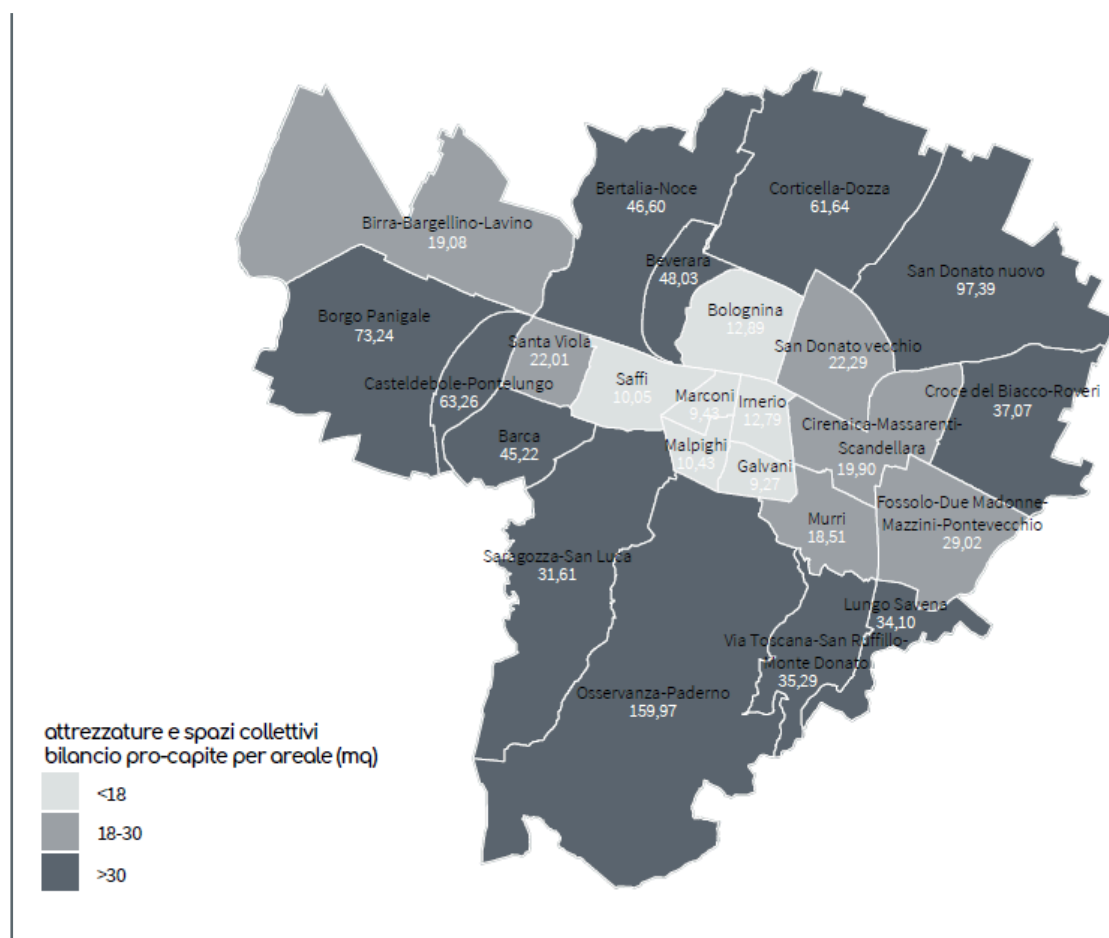 Bertalia-Noce
46,60
Corticella-Dozza
61,64
Birra-Bargellino-Lavino
19,08
Beverara
48,03
San Donato nuovo
97,39
Borgo Panigale
73,24
Bolognina
12,89
Santa Viola
22,01
San Donato vecchio
22,29
Casteldebole-Pontelungo
63,26
Saffi
10,05
Marconi
9,43
Irnerio
12,79
Croce del Biacco-Roveri
37,07
Barca
45,22
Malpighi
10,43
Galvani
9,27
Cirenaica-Massarenti-
Scandellara
19,90
Fossolo-Due Madonne-
Mazzini-Pontevecchio
29,02
Murri
18,51
Saragozza-San Luca
31,61
Lungo Savena
34,10
Via Toscana-San Ruffillo-
Monte Donato
35,29
Osservanza-Paderno
159,97
attrezzature e spazi collettivi
bilancio pro-capite per areale (mq)
<18
18-30
>30